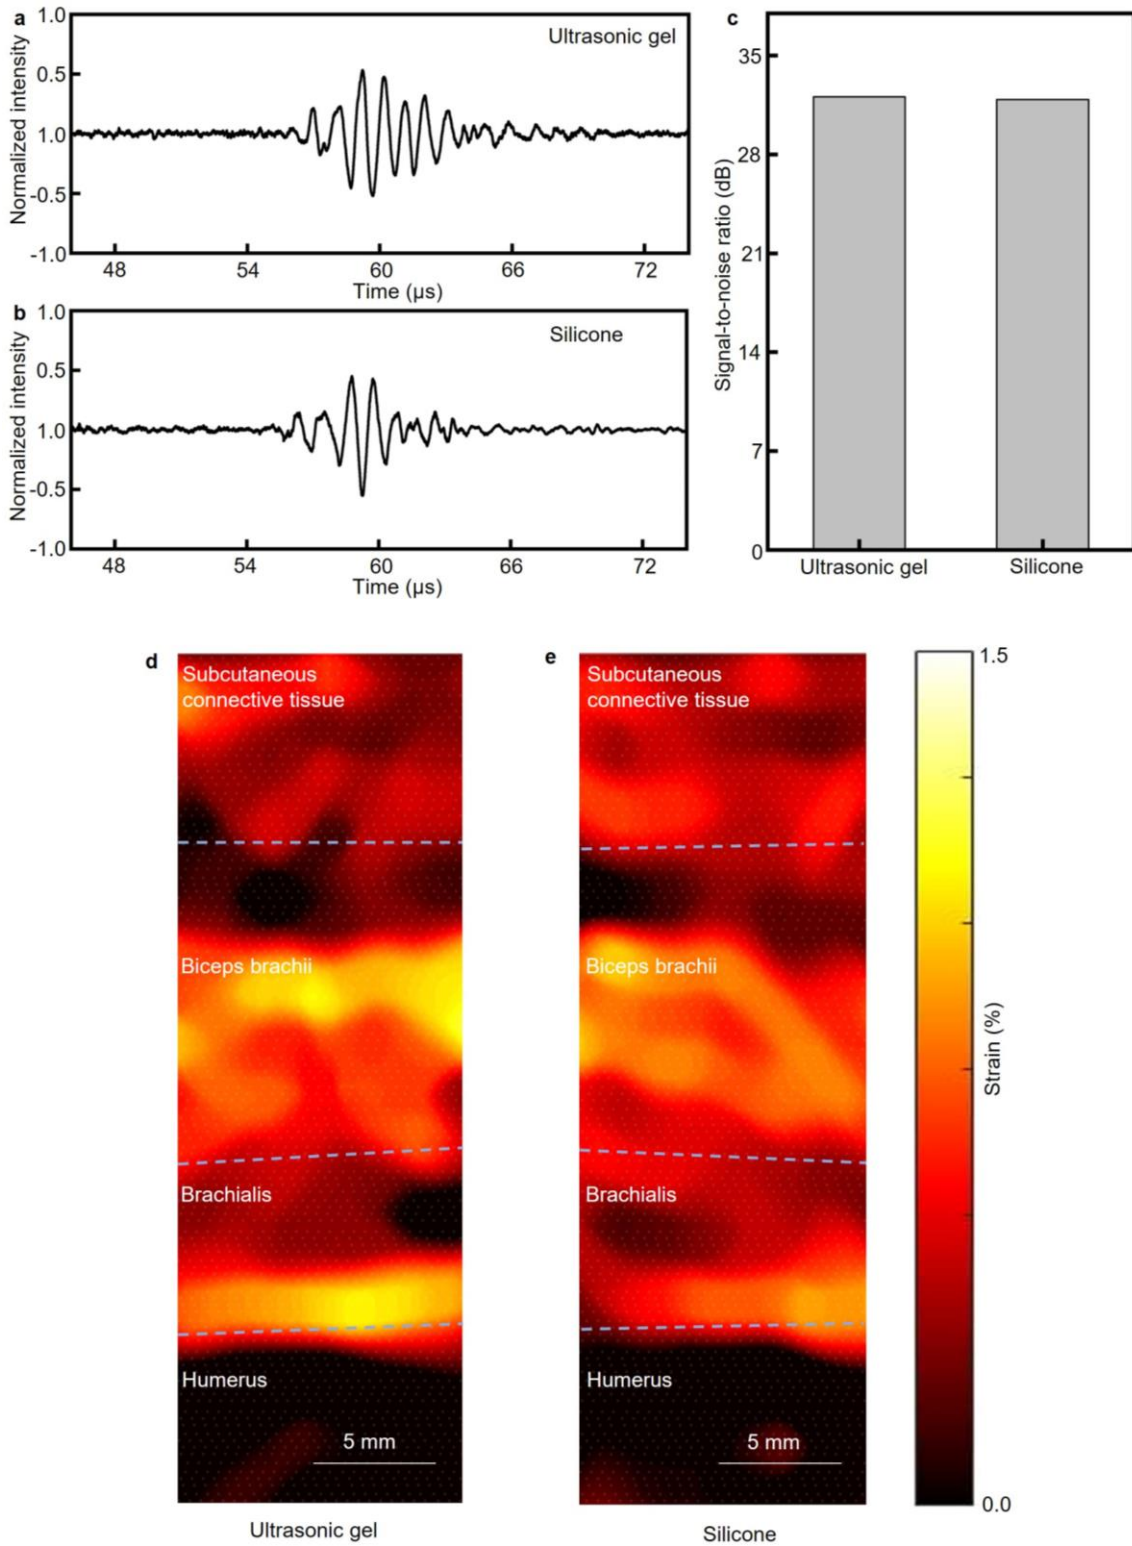 a
Normalized intensity
1.0
0.5
1.0
-0.5
-1.0
Ultrasonic gel
48
54
60
66
72
Time (µs)
b
Normalized intensity
1.0
0.5
1.0
-0.5
-1.0
Silicone
48
54
60
66
72
Time (µs)
c
Signal-to-noise ratio (dB)
35
28
21
14
7
0
Ultrasonic gel
Silicone
d
Subcutaneous
connective tissue
Biceps brachii
Brachialis
Humerus
5 mm
Ultrasonic gel
e
Subcutaneous
connective tissue
Biceps brachii
Brachialis
Humerus
5 mm
Silicone
1.5
Strain (%)
0.0